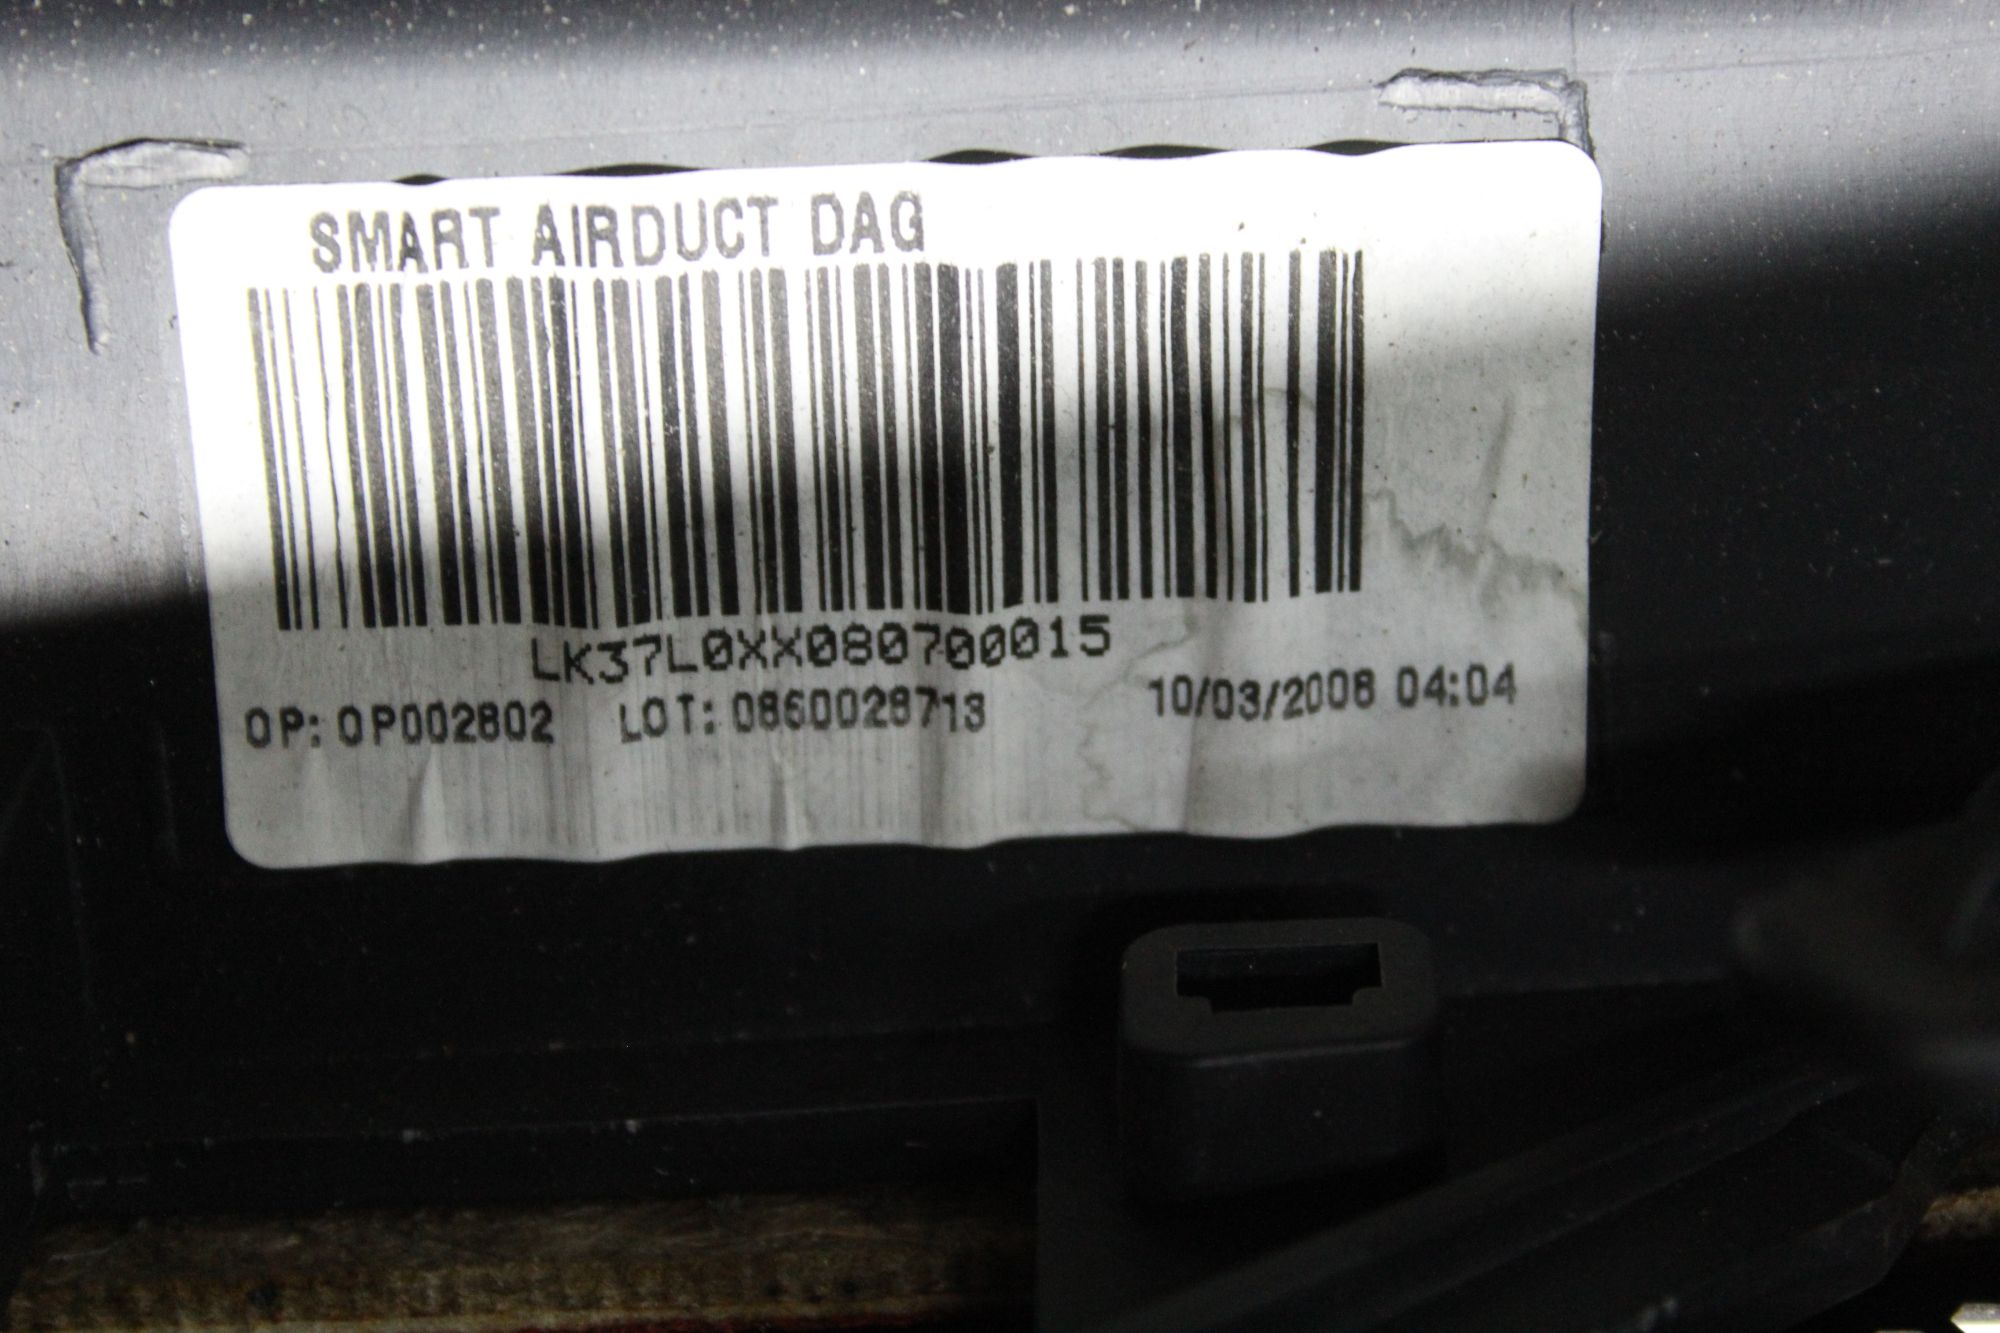 SMART AIRDUCT DAG
LK37L0XX080700015
OP: OP002802 LOT: 0860028713 10/03/2008 04:04